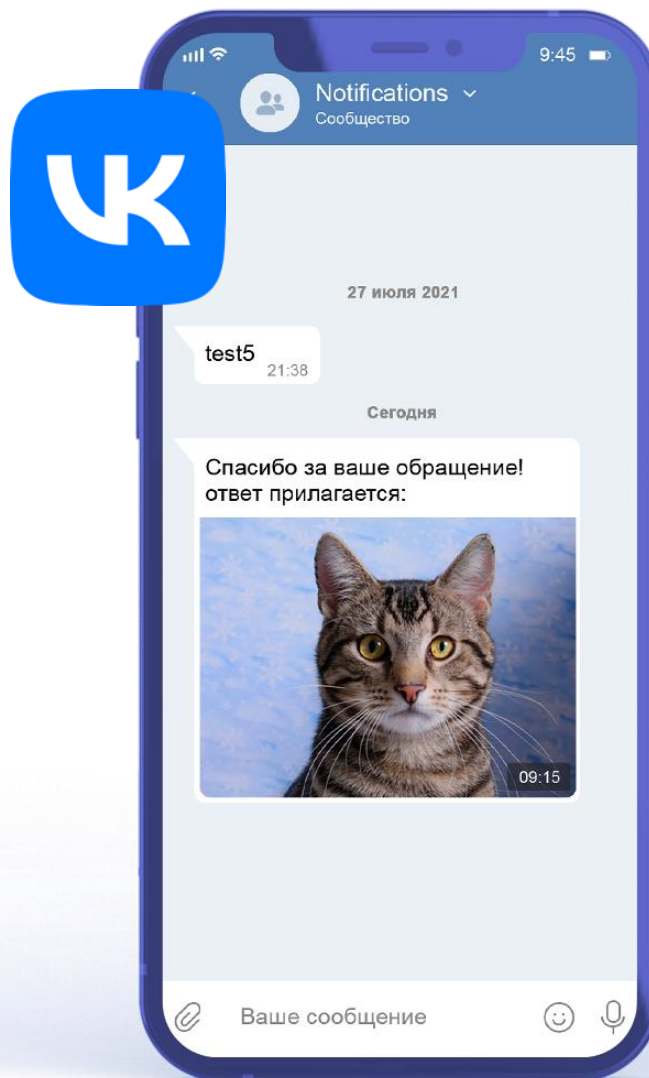 9:45
Notifications
Сообщество
VK
27 июля 2021
test5
21:38
Сегодня
Спасибо за ваше обращение!
ответ прилагается:
09:15
Ваше сообщение